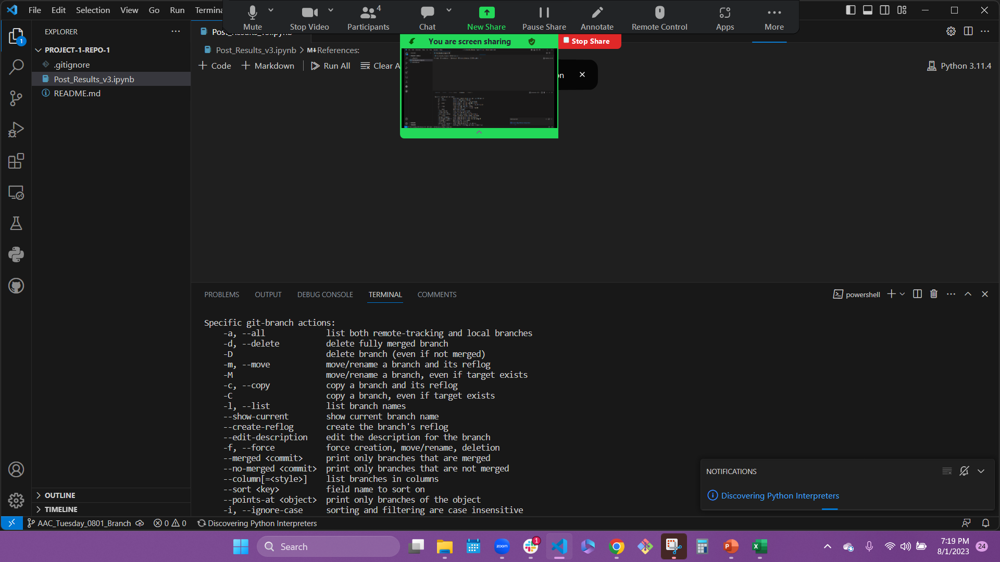 File Edit Selection View Go Run Termina
Mute
Stop Video
4
Participants
Chat
New Share
Pause Share
Annotate
Remote Control
Apps
More
You are screen sharing
Stop Share
EXPLORER
PROJECT-1-REPO-1
.gitignore
Post_Results_v3.ipynb
README.md
1
Post_Results_v3.ipynb
Post_Results_v3.ipynb > M↓References:
+ Code + Markdown Run All Clear A
on
Python 3.11.4
PROBLEMS OUTPUT DEBUG CONSOLE TERMINAL COMMENTS
powershell
Specific git-branch actions:
-a, --all list both remote-tracking and local branches
-d, --delete delete fully merged branch
-D delete branch (even if not merged)
-m, --move move/rename a branch and its reflog
-M move/rename a branch, even if target exists
-c, --copy copy a branch and its reflog
-C copy a branch, even if target exists
-l, --list list branch names
--show-current show current branch name
--create-reflog create the branch's reflog
--edit-description edit the description for the branch
-f, --force force creation, move/rename, deletion
--merged <commit> print only branches that are merged
--no-merged <commit> print only branches that are not merged
--column[=<style>] list branches in columns
--sort <key> field name to sort on
--points-at <object> print only branches of the object
-i, --ignore-case sorting and filtering are case insensitive
NOTIFICATIONS
Discovering Python Interpreters
OUTLINE
TIMELINE
AAC_Tuesday_0801_Branch 0 0 Discovering Python Interpreters
Search
zoom
1
7:19 PM
8/1/2023
24